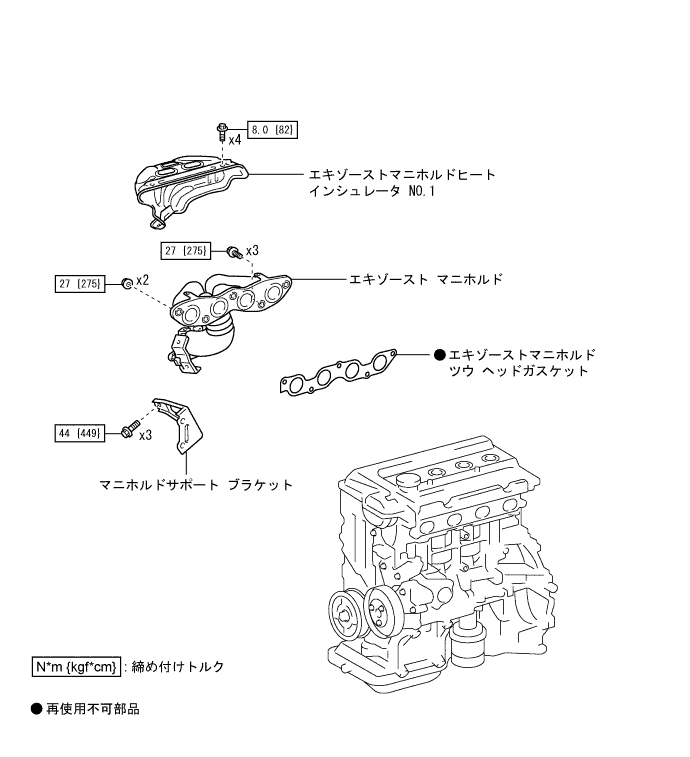 8.0 {82}
x4
エキゾーストマニホルドヒート
インシュレータ NO.1
27 {275}
x3
27 {275}
x2
エキゾースト マニホルド
●エキゾーストマニホルド
ツウ ヘッドガスケット
44 {449}
x3
マニホルドサポート ブラケット
N*m {kgf*cm} : 締め付けトルク
● 再使用不可部品